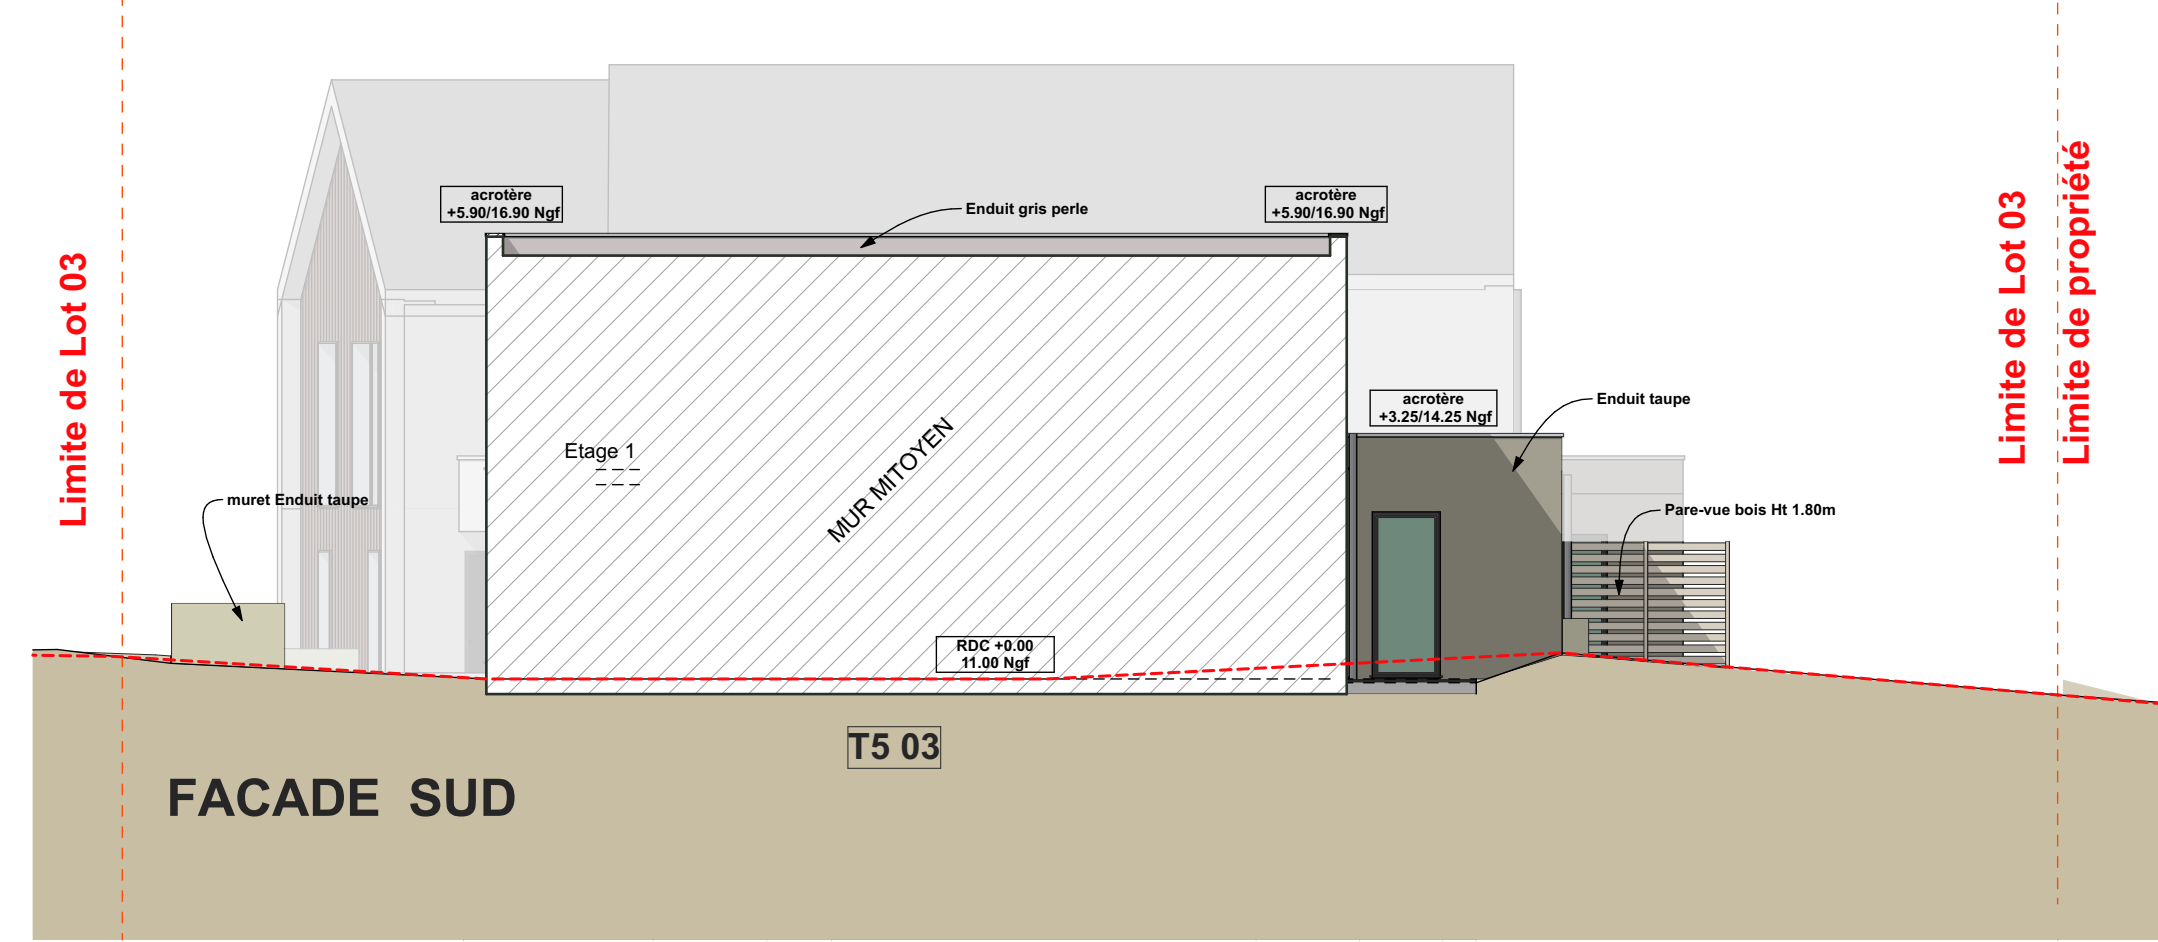 acrotère
+5.90/16.90 Ngf
Enduit gris perle
acrotère
+5.90/16.90 Ngf
Limite de Lot 03
Limite de Lot 03
Limite de propriété
acrotère
+3.25/14.25 Ngf
Enduit taupe
Etage 1
MUR MITOYEN
muret Enduit taupe
Pare-vue bois Ht 1.80m
RDC +0.00
11.00 Ngf
T5 03
FACADE SUD